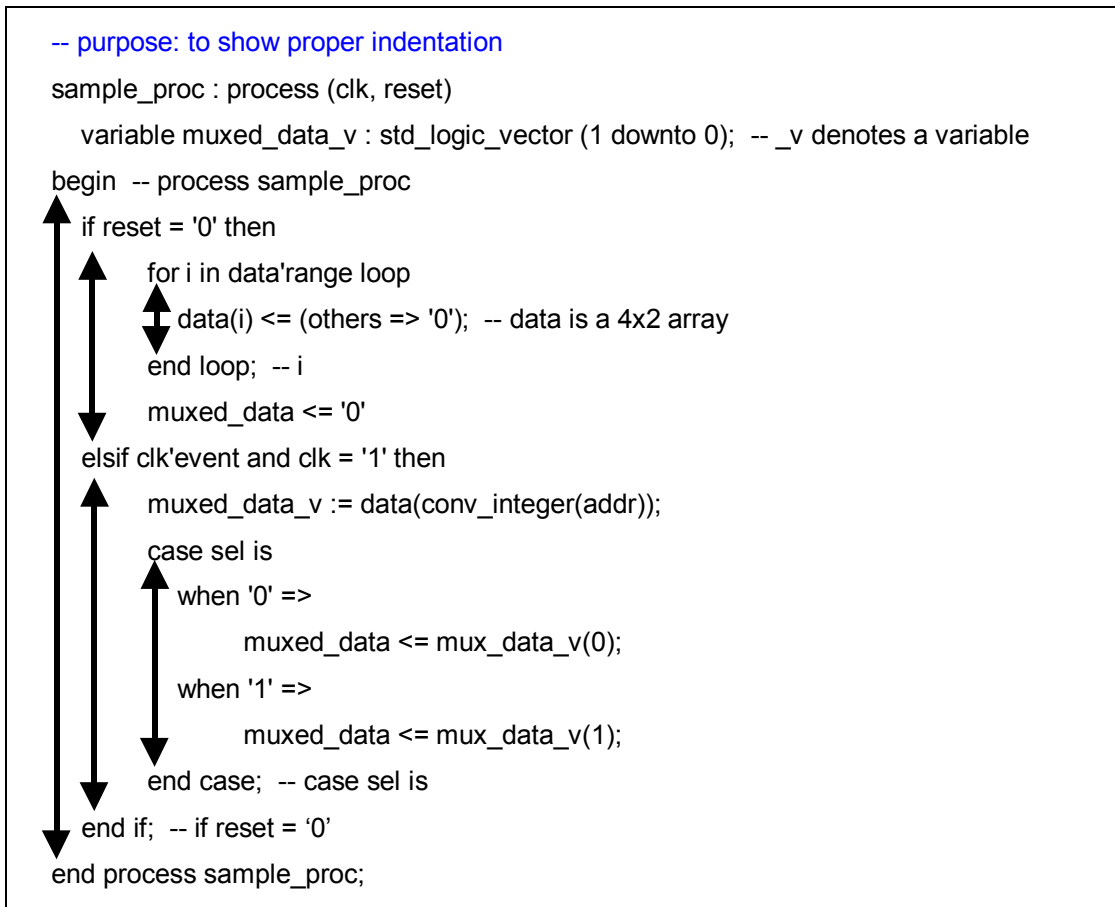 -- purpose: to show proper indentation
sample_proc : process (clk, reset)
variable muxed_data_v : std_logic_vector (1 downto 0);  -- _v denotes a variable
begin  -- process sample_proc
if reset = '0' then
for i in data'range loop
data(i) <= (others => '0');  -- data is a 4x2 array
end loop;  -- i
muxed_data <= '0'
elsif clk'event and clk = '1' then
muxed_data_v := data(conv_integer(addr));
case sel is
when '0' =>
muxed_data <= mux_data_v(0);
when '1' =>
muxed_data <= mux_data_v(1);
end case;  -- case sel is
end if;  -- if reset = ‘0’
end process sample_proc;